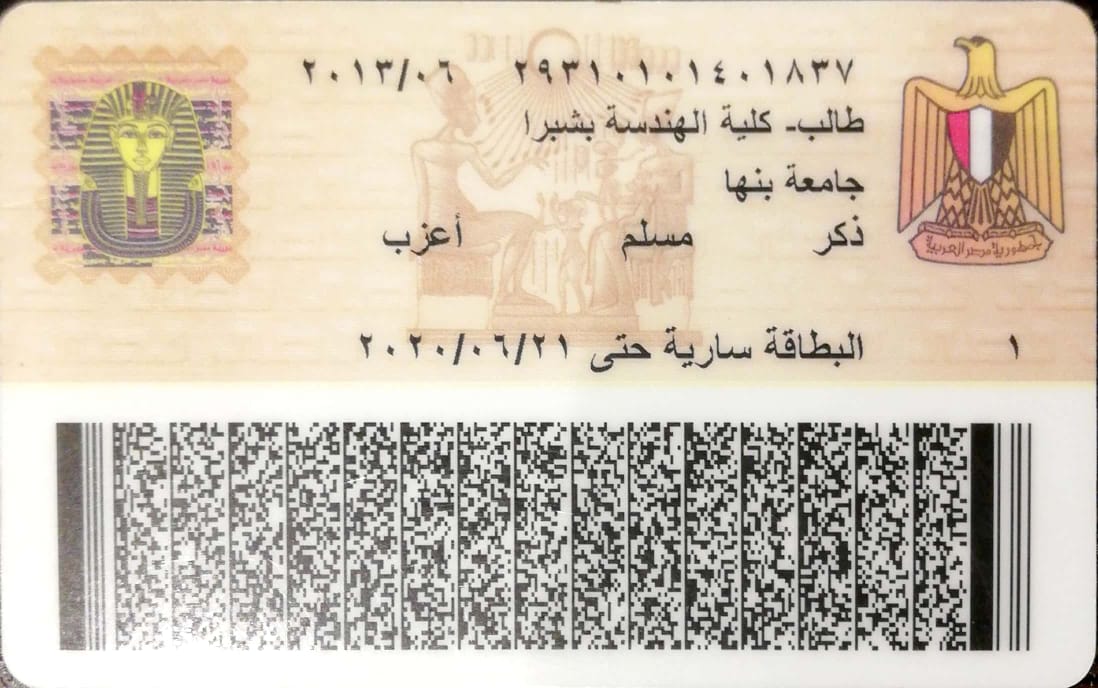 ٢٩٣١٠١٠١٤٠١٨٣٧ ٢٠١٣/٠٦
طالب- كلية الهندسة بشبرا
جامعة بنها
ذكر مسلم أعزب
١ البطاقة سارية حتى ٢٠٢٠/٠٦/٢١
جمهورية مصر العربية